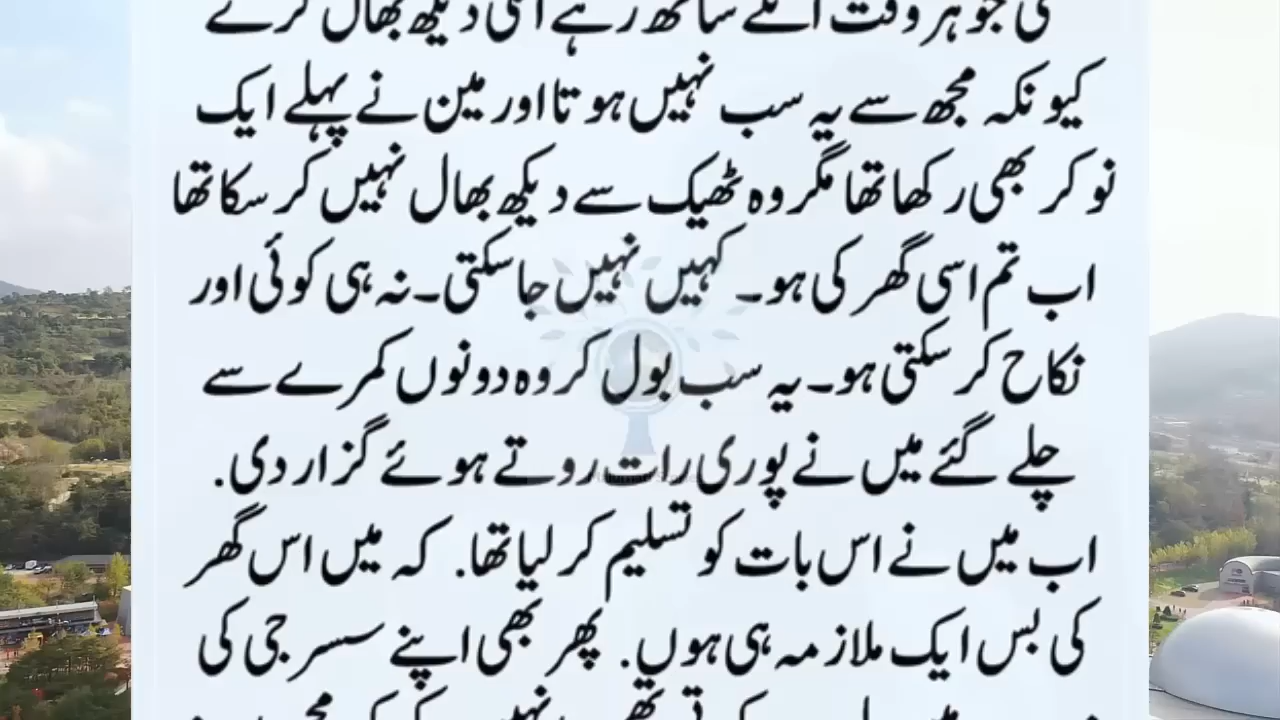 جو ہر وقت انکے ساتھ رہے انکی دیکھ بھال کرے
کیونکہ مجھ سے یہ سب نہیں ہوتا اور مین نے پہلے ایک
نوکر بھی رکھا تھا مگر وہ ٹھیک سے دیکھ بھال نہیں کر سکا تھا
اب تم اسی گھر کی ہو۔ کہیں نہیں جا سکتی۔ نہ ہی کوئی اور
نکاح کر سکتی ہو۔ یہ سب بول کر وہ دونوں کمرے سے
چلے گئے میں نے پوری رات روتے ہوئے گزار دی.
اب میں نے اس بات کو تسلیم کر لیا تھا. کہ میں اس گھر
کی بس ایک ملازمہ ہی ہوں. پھر بھی اپنے سسر جی کی